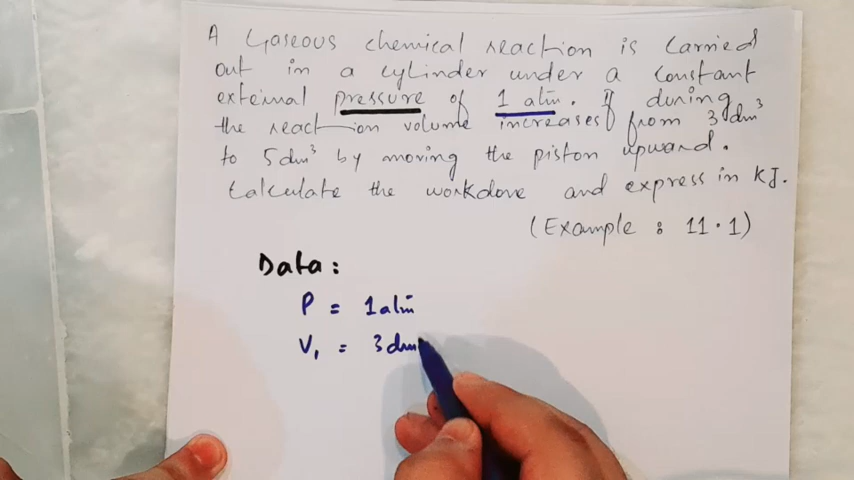 A Gaseous chemical reaction is Carried
out in a cylinder under a constant
external pressure of 1 atm. If during
the reaction volume increases from 3 dm³
to 5dm³ by moving the piston upward.
Calculate the workdone and express in KJ.
(Example : 11.1)
Data:
P = 1 atm
V₁ = 3 dm